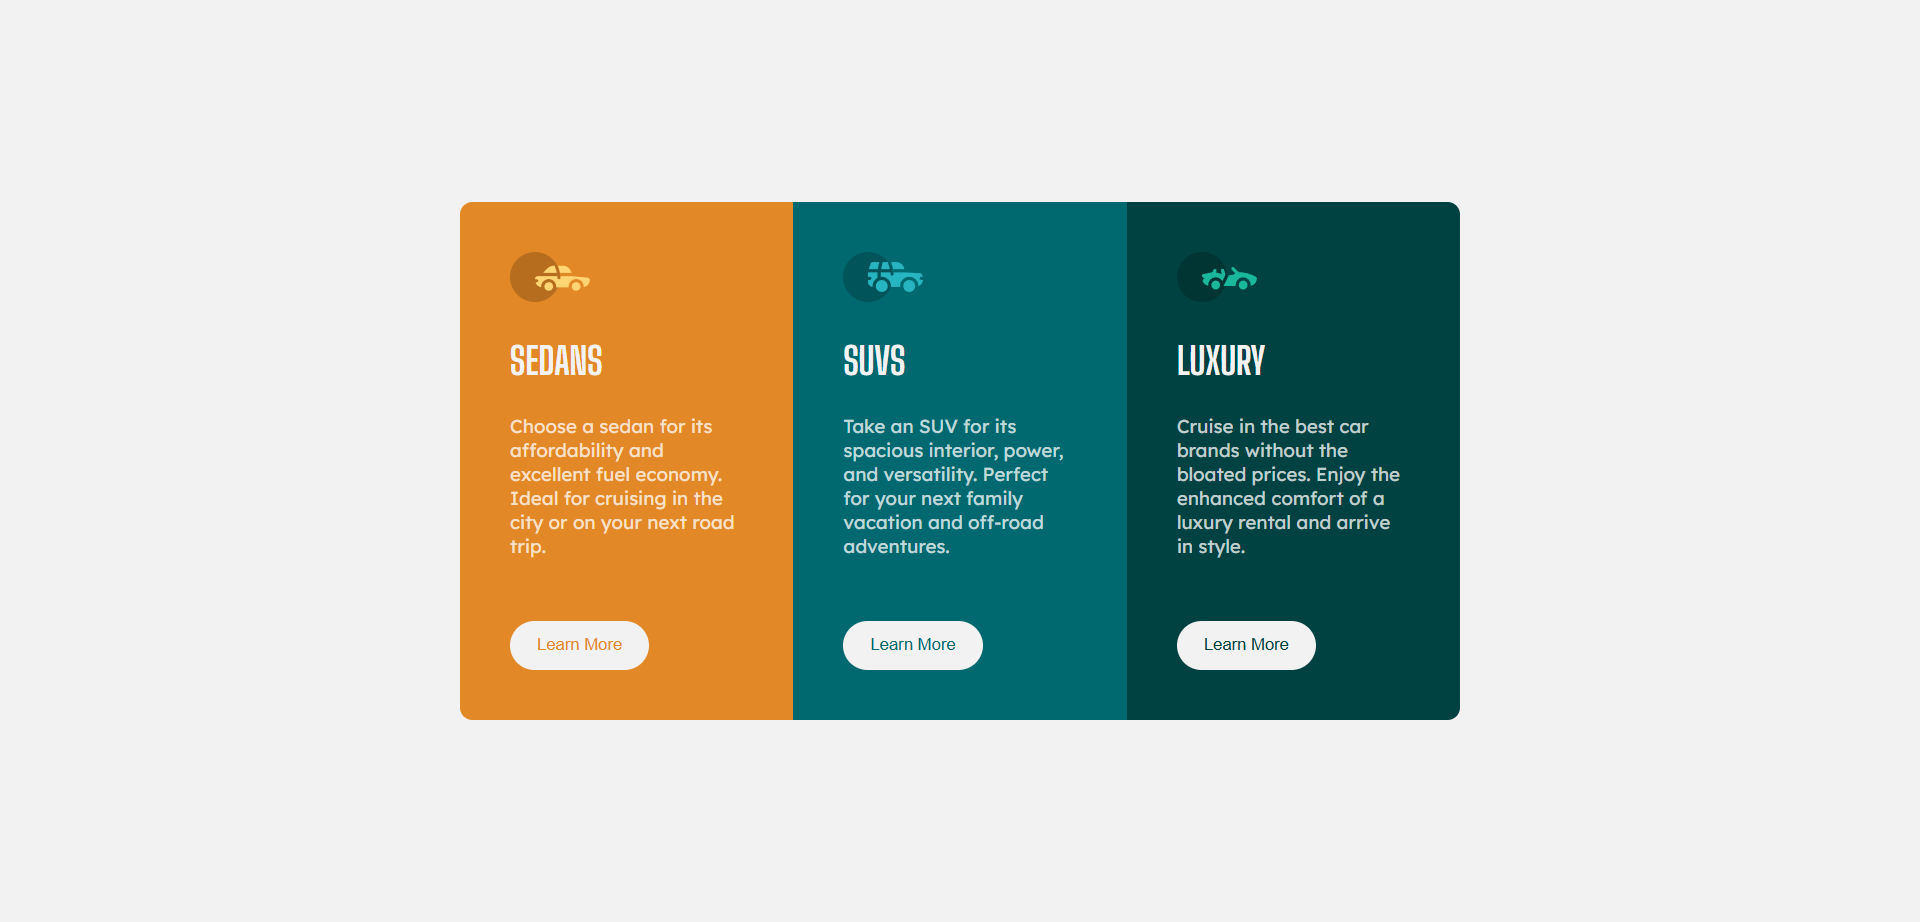 SEDANS
Choose a sedan for its
affordability and
excellent fuel economy.
Ideal for cruising in the
city or on your next road
trip.
Learn More
SUVS
Take an SUV for its
spacious interior, power,
and versatility. Perfect
for your next family
vacation and off-road
adventures.
Learn More
LUXURY
Cruise in the best car
brands without the
bloated prices. Enjoy the
enhanced comfort of a
luxury rental and arrive
in style.
Learn More